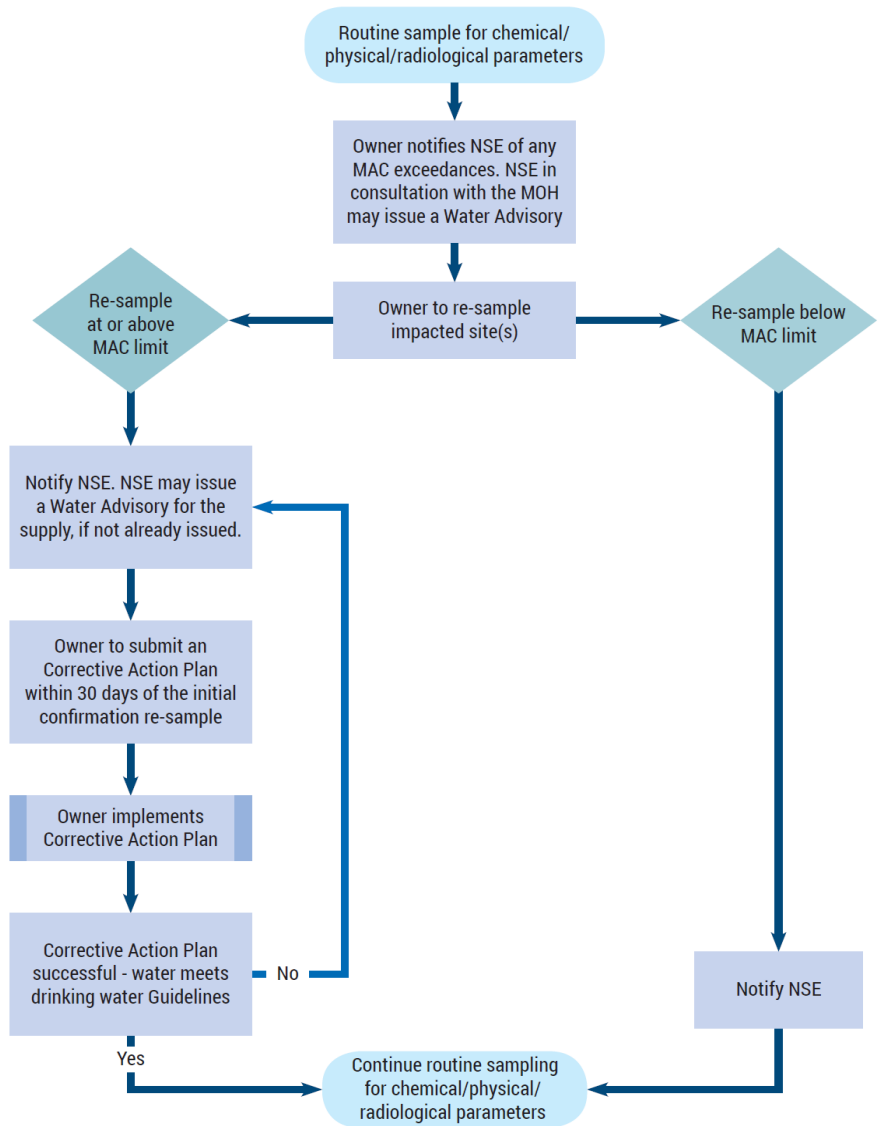 Routine sample for chemical/
physical/radiological parameters
Owner notifies NSE of any
MAC exceedances. NSE in
consultation with the MOH
may issue a Water Advisory
Owner to re-sample
impacted site(s)
Re-sample
at or above
MAC limit
Re-sample below
MAC limit
Notify NSE. NSE may issue
a Water Advisory for the
supply, if not already issued.
Owner to submit an
Corrective Action Plan
within 30 days of the initial
confirmation re-sample
Owner implements
Corrective Action Plan
Corrective Action Plan
successful - water meets
drinking water Guidelines
No
Notify NSE
Yes
Continue routine sampling
for chemical/physical/
radiological parameters